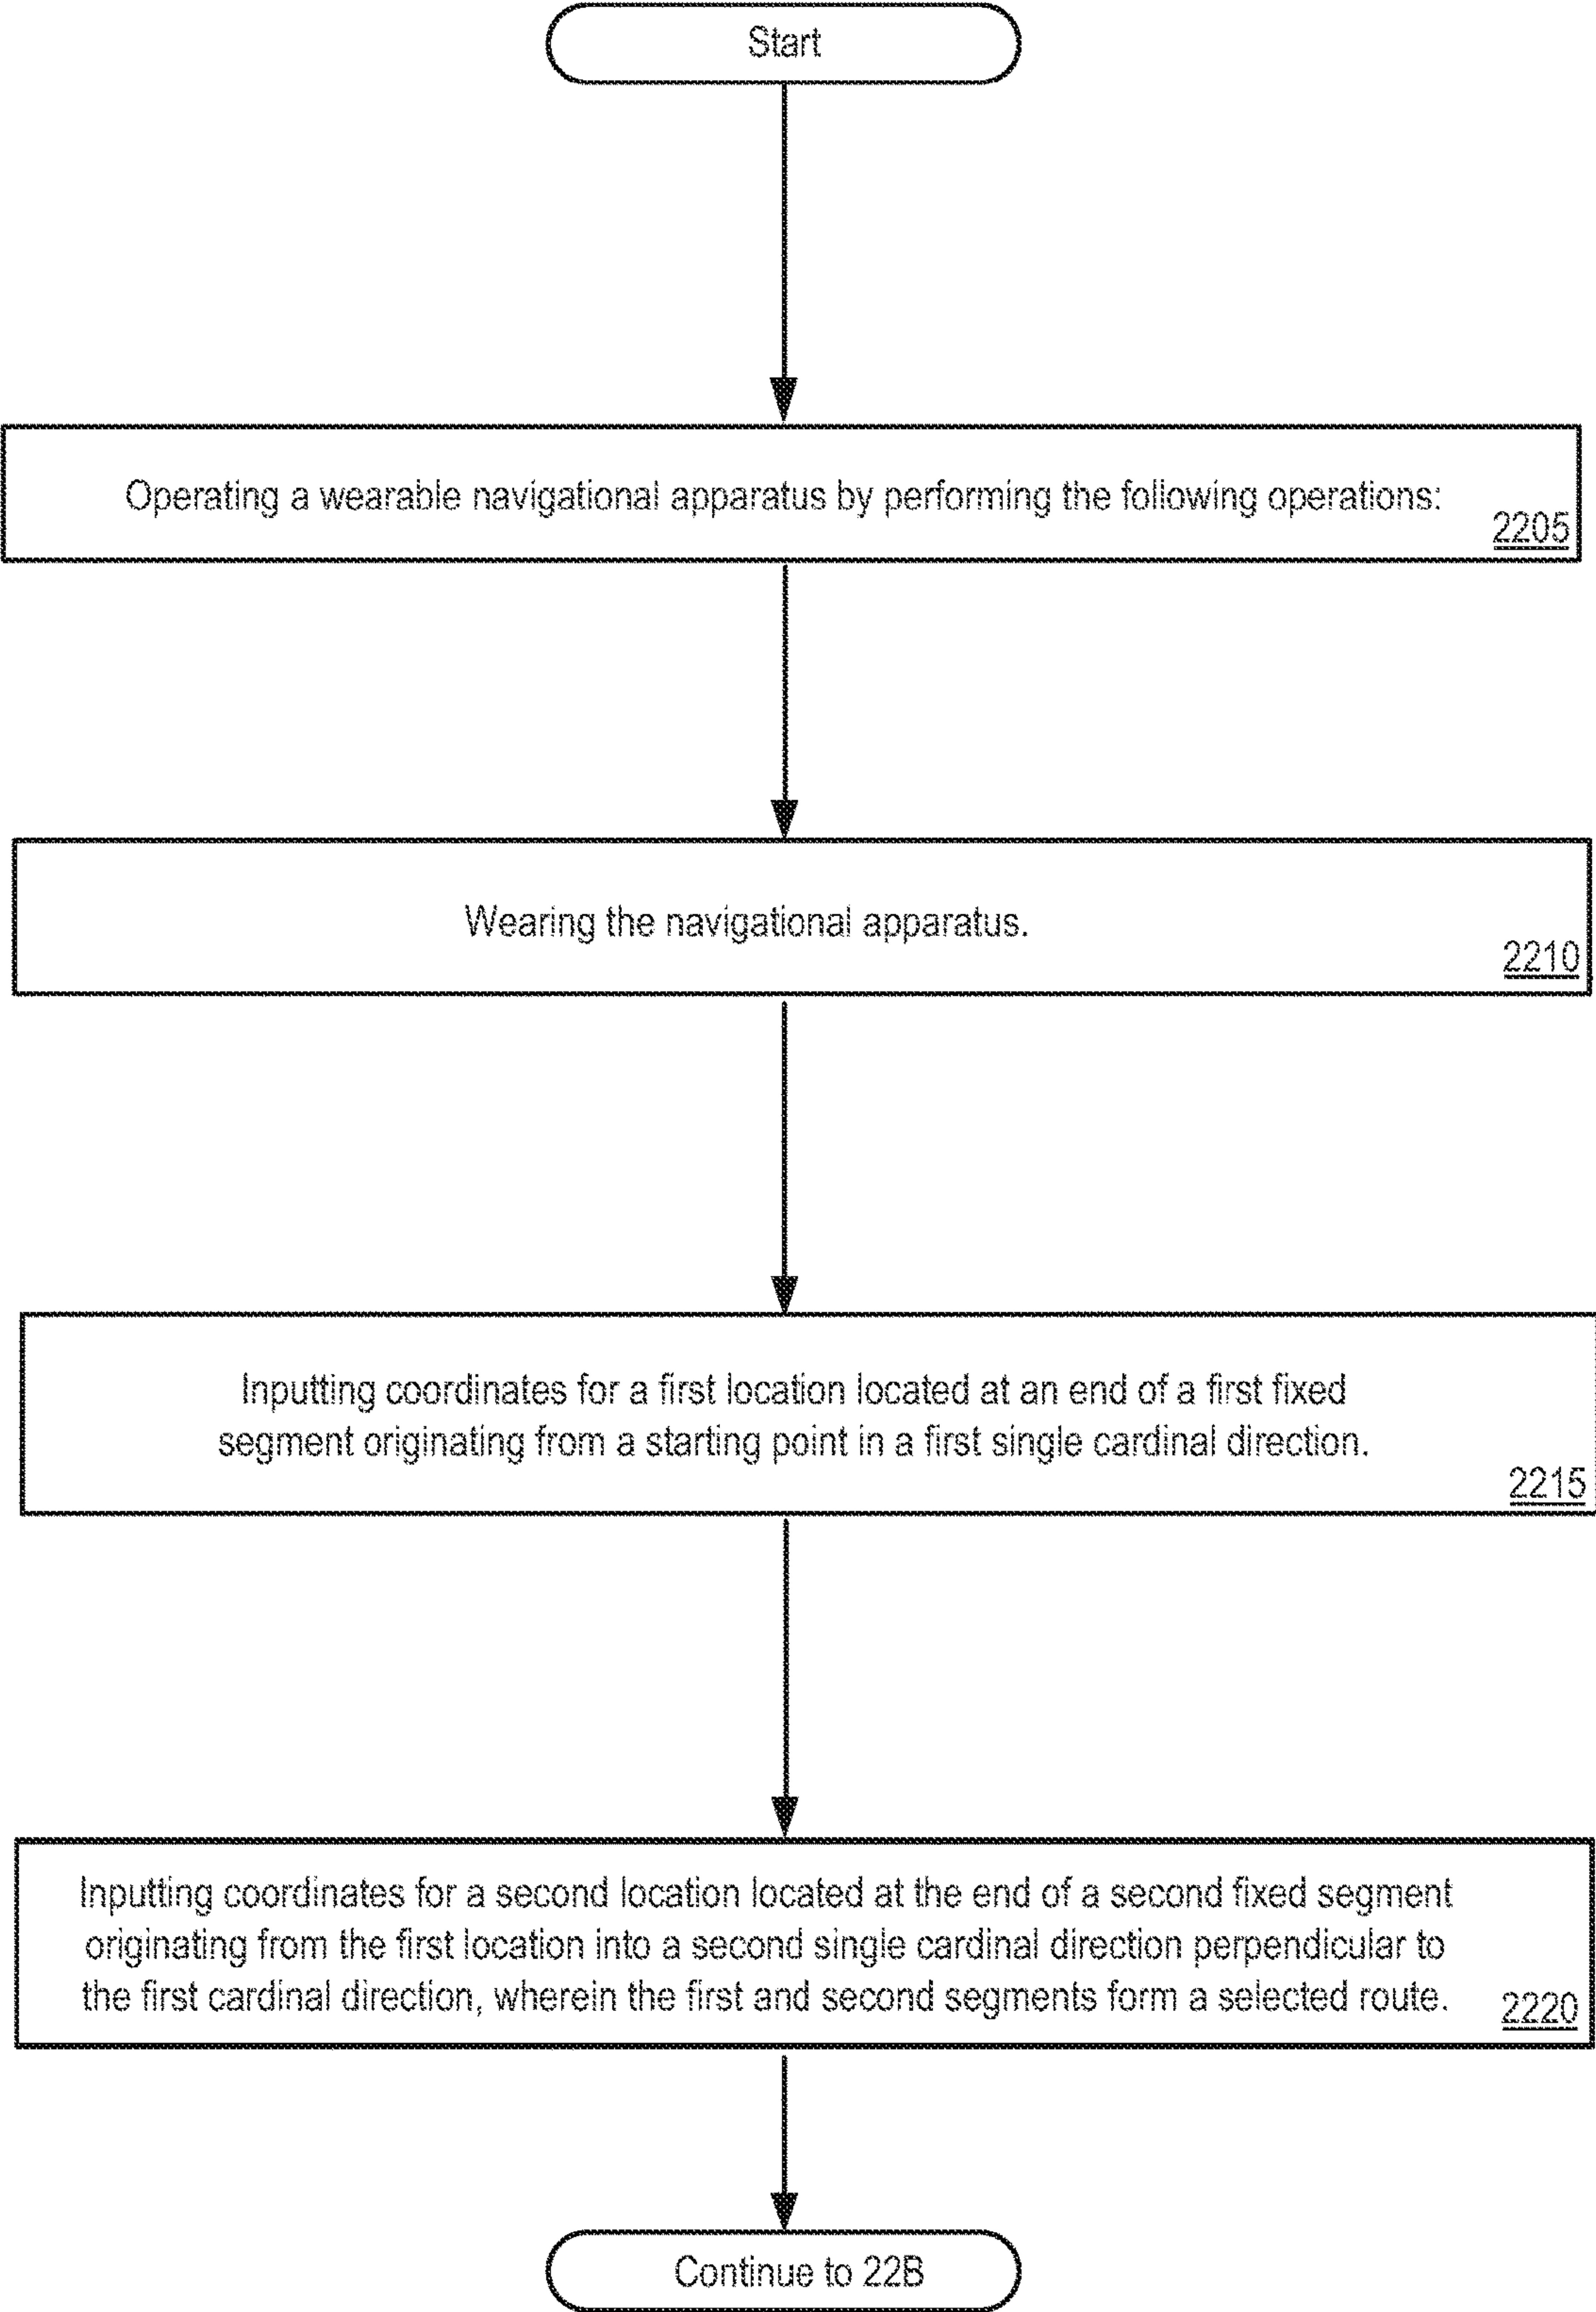 Start
Operating a wearable navigational apparatus by performing the following operations:
2205
Wearing the navigational apparatus.
2210
Inputting coordinates for a first location located at an end of a first fixed
segment originating from a starting point in a first single cardinal direction.
2215
Inputting coordinates for a second location located at the end of a second fixed segment
originating from the first location into a second single cardinal direction perpendicular to
the first cardinal direction, wherein the first and second segments form a selected route.
2220
Continue to 22B